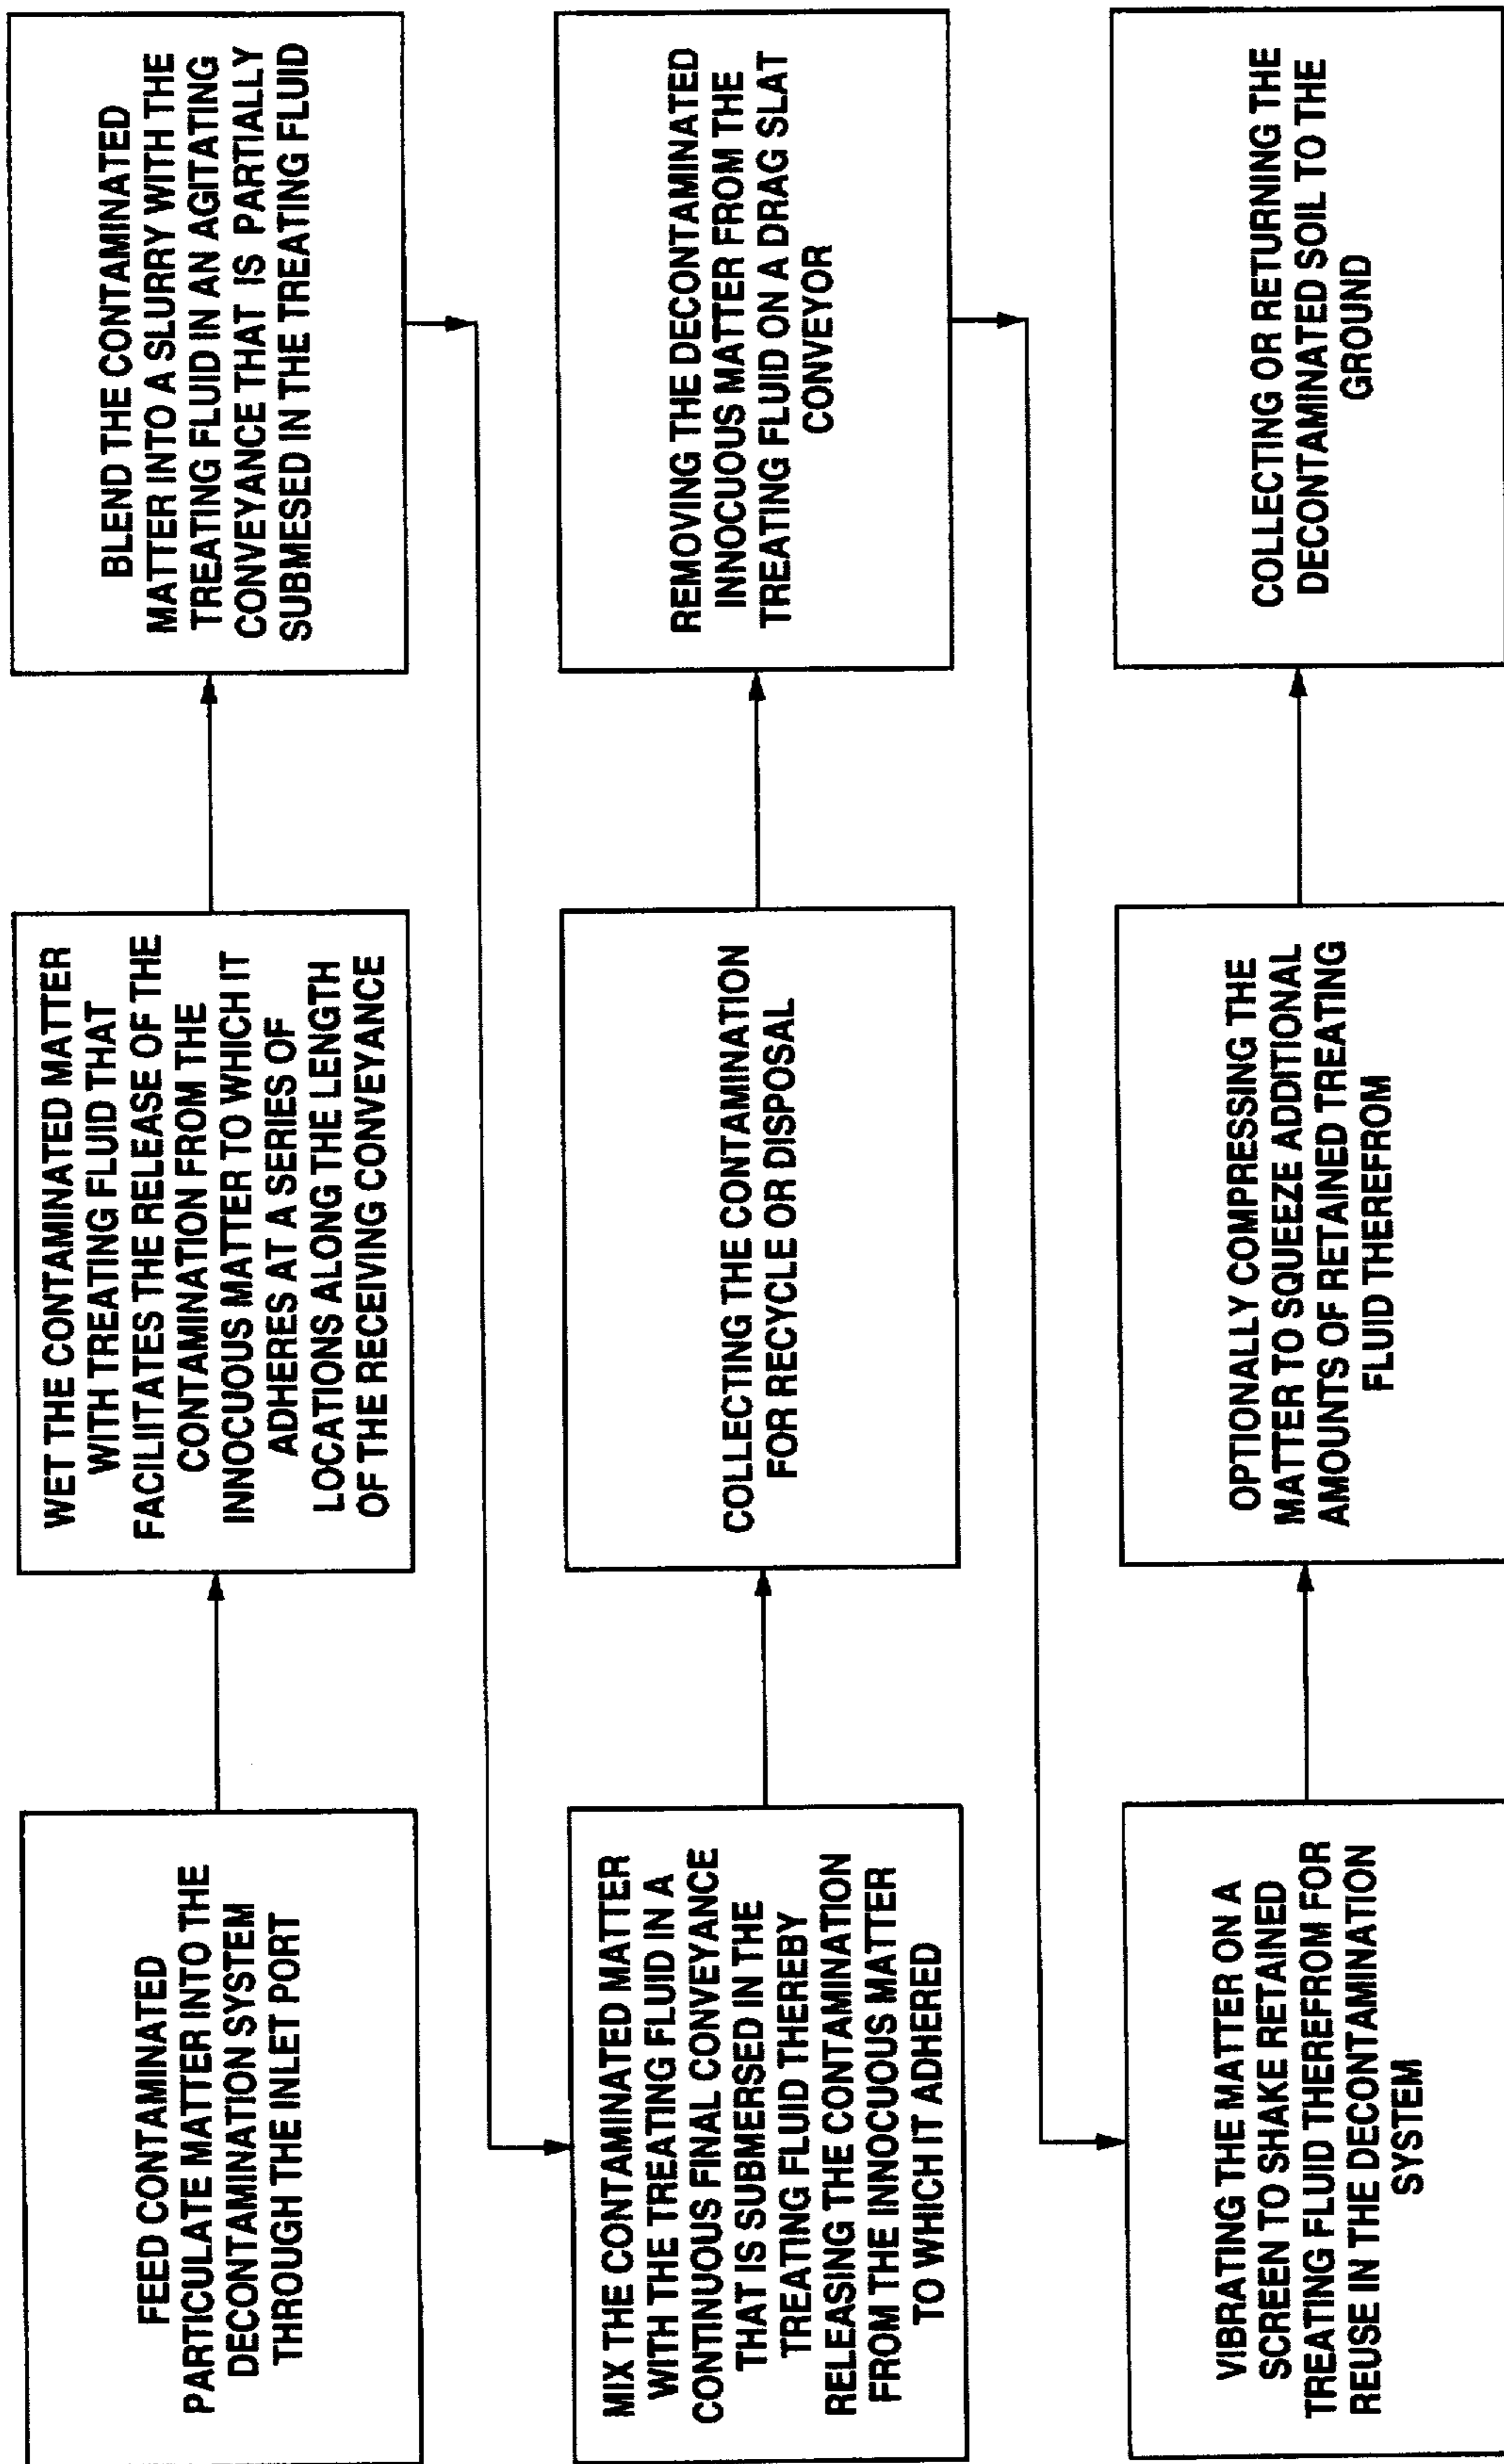 FEED CONTAMINATED
PARTICULATE MATTER INTO THE
DECONTAMINATION SYSTEM
THROUGH THE INLET PORT
WET THE CONTAMINATED MATTER
WITH TREATING FLUID THAT
FACILIITATES THE RELEASE OF THE
CONTAMINATION FROM THE
INNOCUOUS MATTER TO WHICH IT
ADHERES AT A SERIES OF
LOCATIONS ALONG THE LENGTH
OF THE RECEIVING CONVEYANCE
BLEND THE CONTAMINATED
MATTER INTO A SLURRY WITH THE
TREATING FLUID IN AN AGITATING
CONVEYANCE THAT IS PARTIALLY
SUBMESED IN THE TREATING FLUID
MIX THE CONTAMINATED MATTER
WITH THE TREATING FLUID IN A
CONTINUOUS FINAL CONVEYANCE
THAT IS SUBMERSED IN THE
TREATING FLUID THEREBY
RELEASING THE CONTAMINATION
FROM THE INNOCUOUS MATTER
TO WHICH IT ADHERED
COLLECTING THE CONTAMINATION
FOR RECYCLE OR DISPOSAL
REMOVING THE DECONTAMINATED
INNOCUOUS MATTER FROM THE
TREATING FLUID ON A DRAG SLAT
CONVEYOR
VIBRATING THE MATTER ON A
SCREEN TO SHAKE RETAINED
TREATING FLUID THEREFROM FOR
REUSE IN THE DECONTAMINATION
SYSTEM
OPTIONALLY COMPRESSING THE
MATTER TO SQUEEZE ADDITIONAL
AMOUNTS OF RETAINED TREATING
FLUID THEREFROM
COLLECTING OR RETURNING THE
DECONTAMINATED SOIL TO THE
GROUND